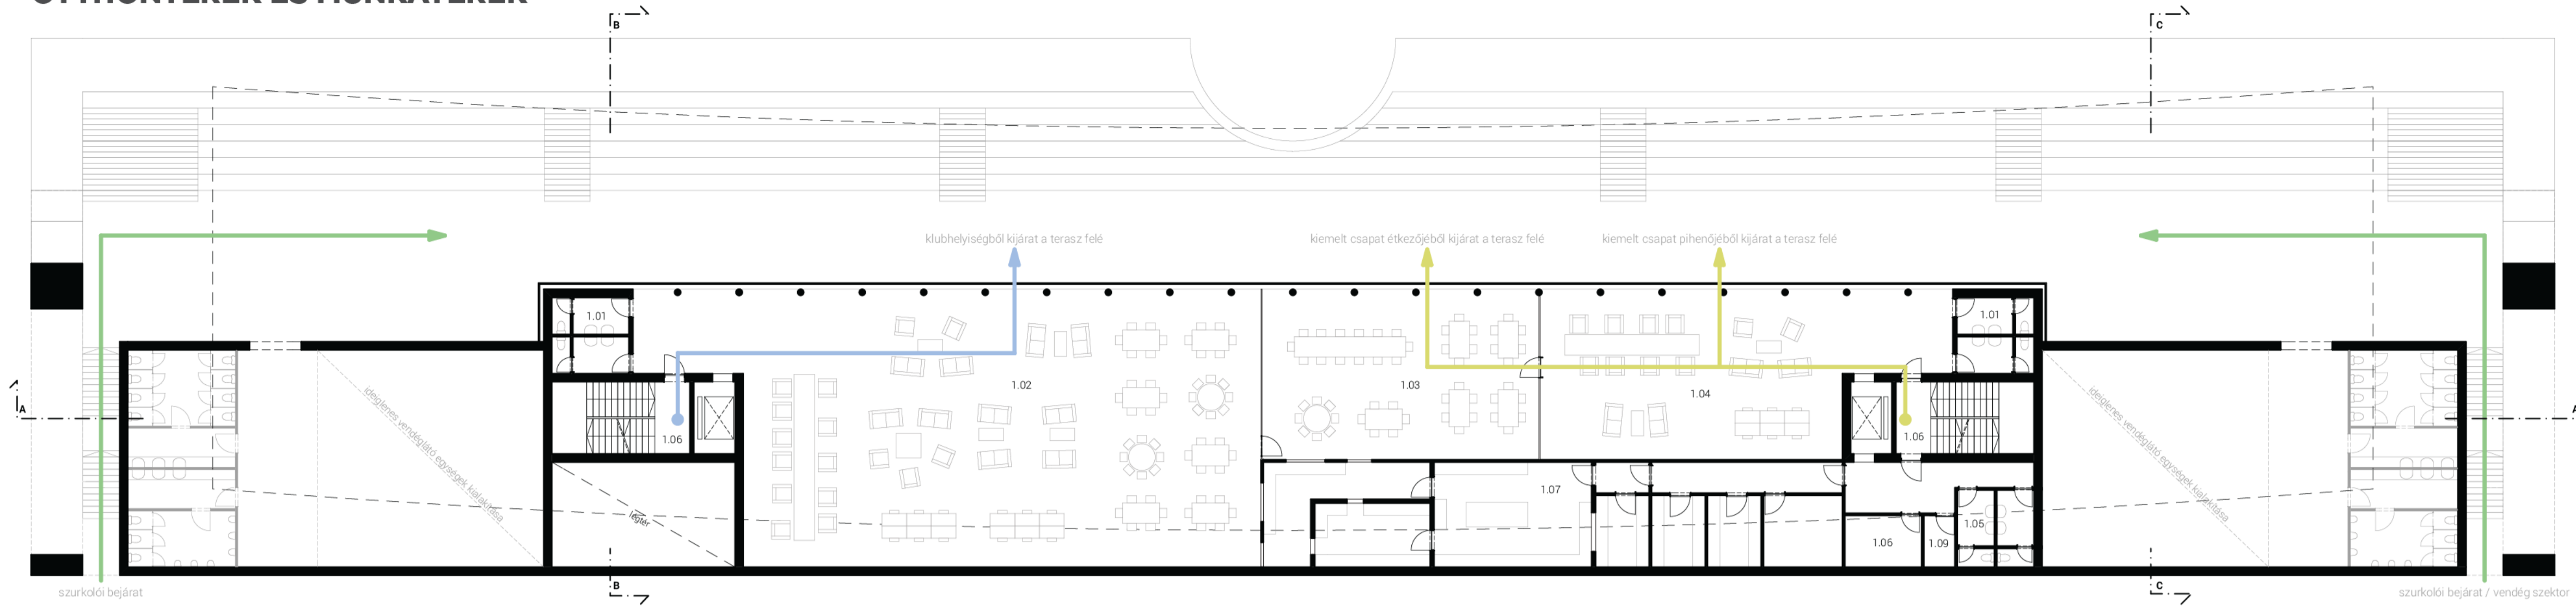 B
C
klubhelyiségből kijárat a terasz felé
kiemelt csapat étkezőjéből kijárat a terasz felé
kiemelt csapat pihenőjéből kijárat a terasz felé
1.01
1.01
1.02
1.03
1.04
A
A
ideiglenes vendéglátó egységek kialakítása
ideiglenes vendéglátó egységek kialakítása
1.06
1.06
1.07
légtér
1.05
1.06
1.09
B
C
szurkolói bejárat
szurkolói bejárat / vendég szektor